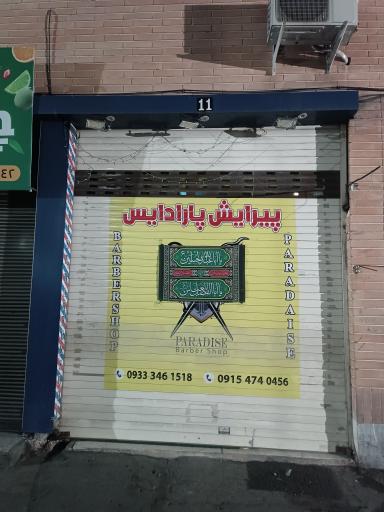 11
پیرایش پارادایس
BARBERSHOP
PARADAISE
PARADISE
Barber Shop
0933 346 1518
0915 474 0456